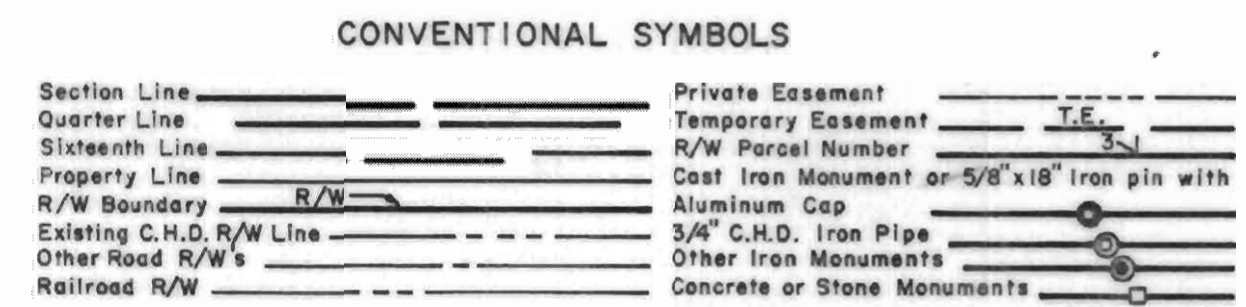 CONVENTIONAL SYMBOLS
Section Line
Quarter Line
Sixteenth Line
Property Line
R/W Boundary R/W
Existing C.H.D. R/W Line
Other Road R/W's
Railroad R/W
Private Easement
Temporary Easement T.E.
R/W Parcel Number 3
Cast Iron Monument or 5/8"x18" Iron pin with
Aluminum Cap
3/4" C.H.D. Iron Pipe
Other Iron Monuments
Concrete or Stone Monuments